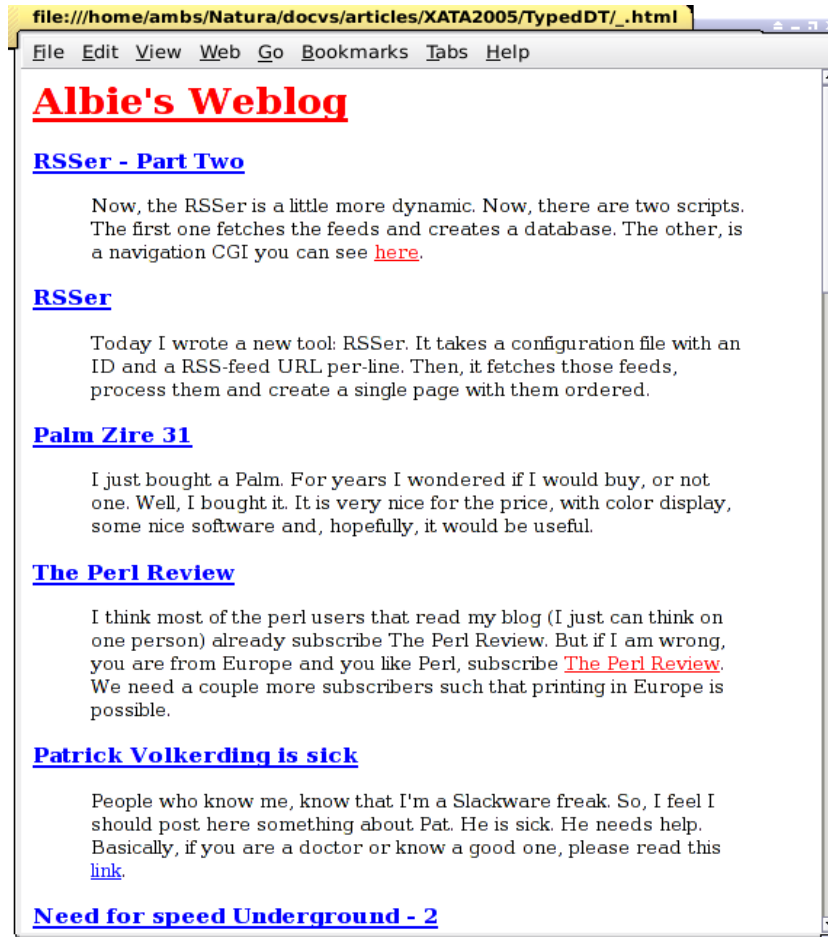 file:///home/ambs/Natura/docvs/articles/XATA2005/TypedDT/_.html
File Edit View Web Go Bookmarks Tabs Help
Albie's Weblog
RSSer - Part Two
Now, the RSSer is a little more dynamic. Now, there are two scripts.
The first one fetches the feeds and creates a database. The other, is
a navigation CGI you can see here.
RSSer
Today I wrote a new tool: RSSer. It takes a configuration file with an
ID and a RSS-feed URL per-line. Then, it fetches those feeds,
process them and create a single page with them ordered.
Palm Zire 31
I just bought a Palm. For years I wondered if I would buy, or not
one. Well, I bought it. It is very nice for the price, with color display,
some nice software and, hopefully, it would be useful.
The Perl Review
I think most of the perl users that read my blog (I just can think on
one person) already subscribe The Perl Review. But if I am wrong,
you are from Europe and you like Perl, subscribe The Perl Review.
We need a couple more subscribers such that printing in Europe is
possible.
Patrick Volkerding is sick
People who know me, know that I'm a Slackware freak. So, I feel I
should post here something about Pat. He is sick. He needs help.
Basically, if you are a doctor or know a good one, please read this
link.
Need for speed Underground - 2